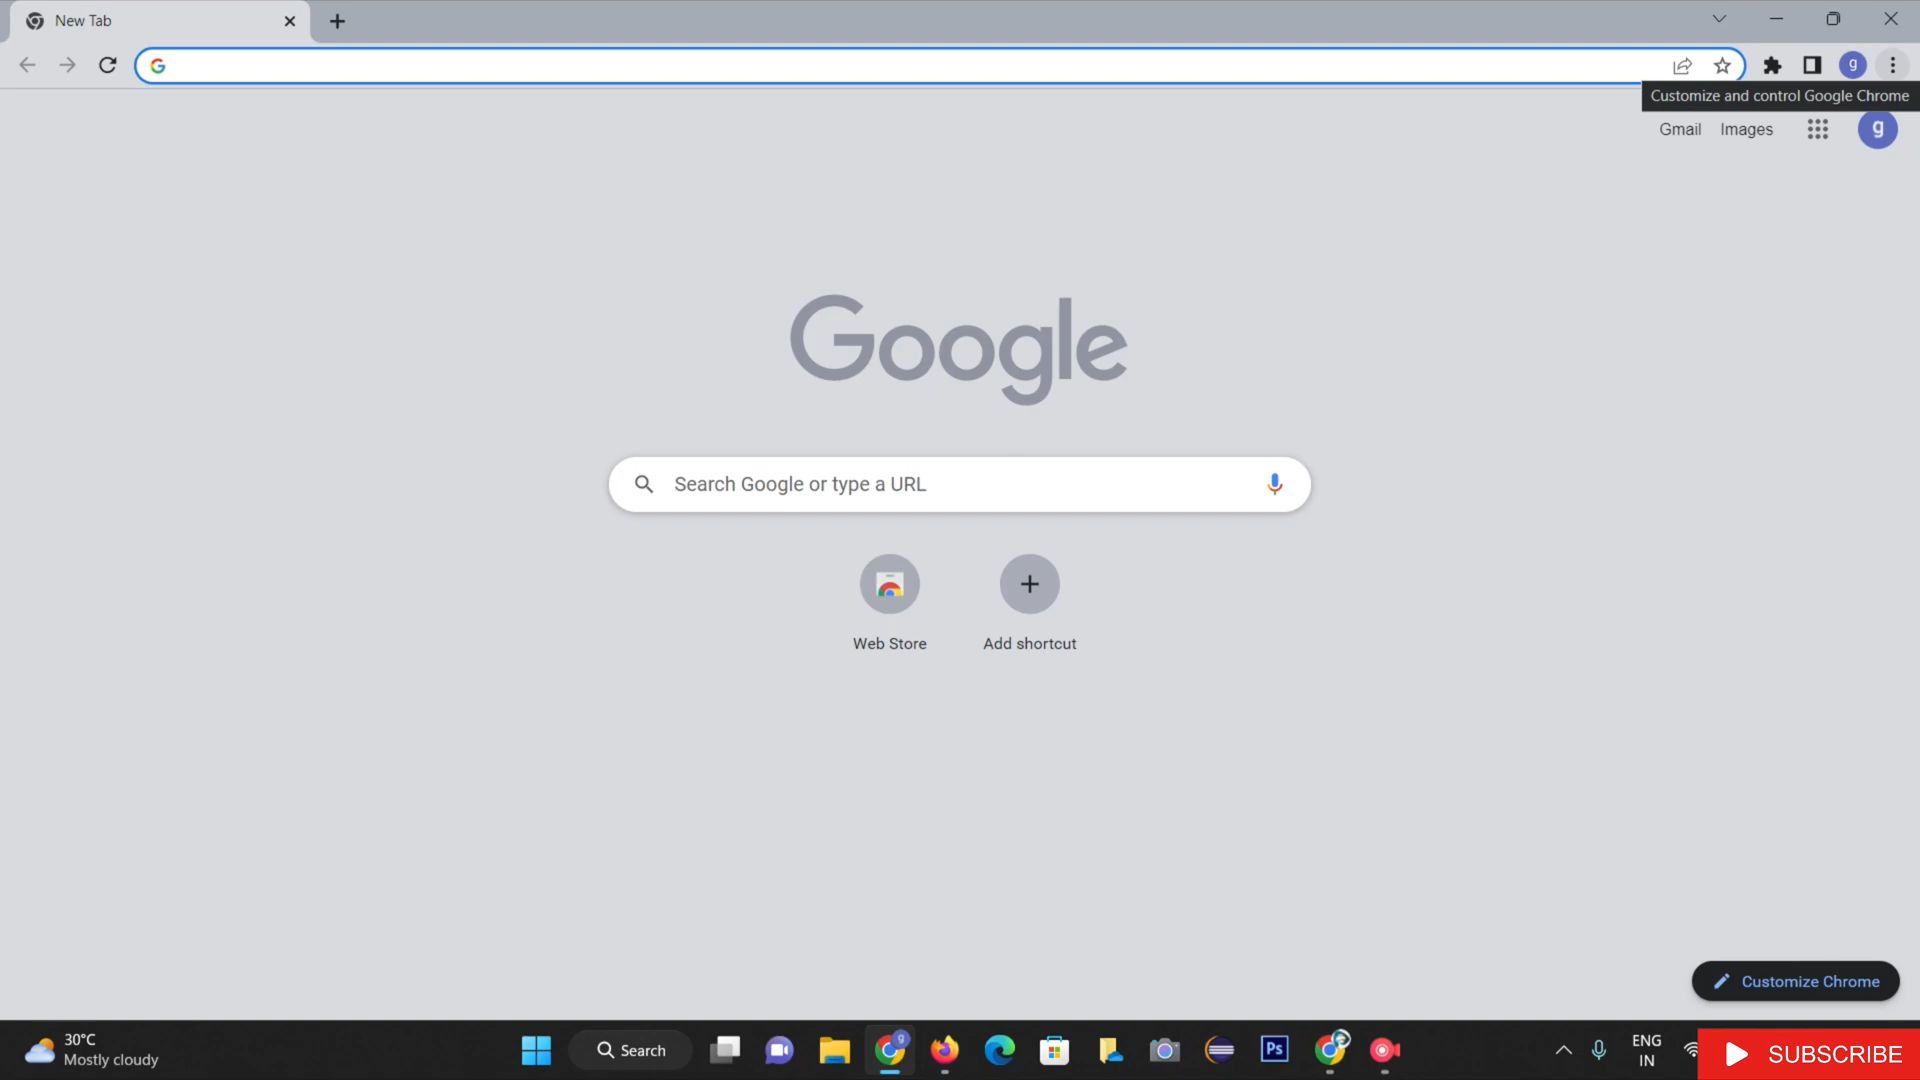 New Tab
g
Customize and control Google Chrome
Gmail Images
g
Google
Search Google or type a URL
Web Store
Add shortcut
Customize Chrome
30°C
Mostly cloudy
Search
g
Ps
ENG
IN
SUBSCRIBE